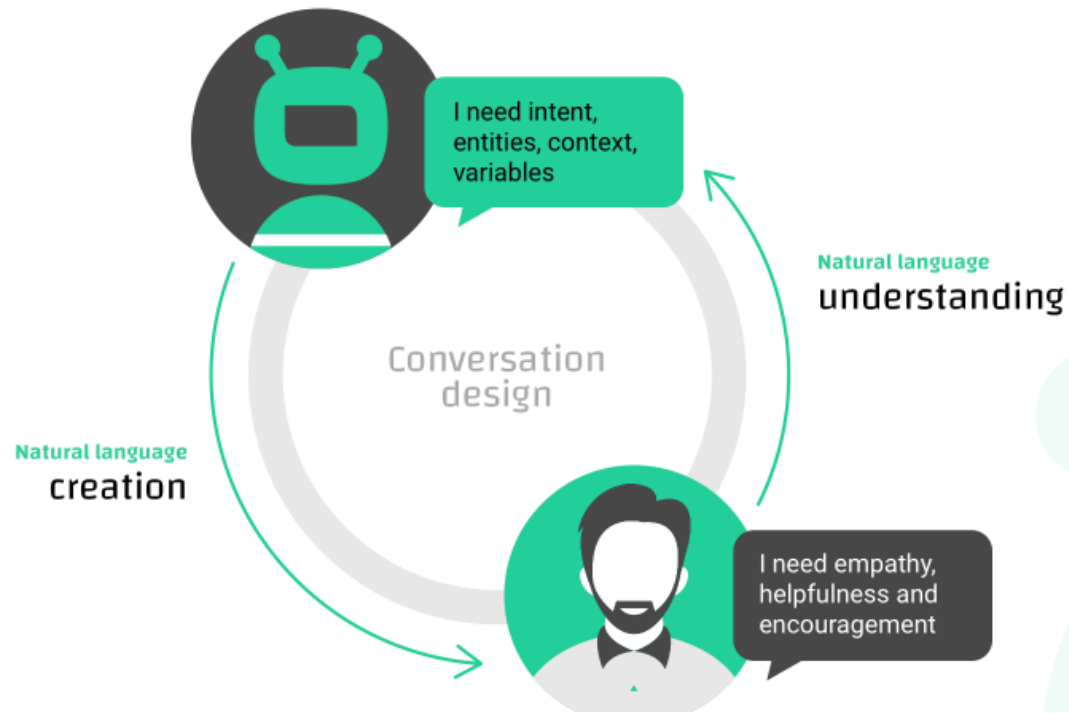 I need intent,
entities, context,
variables
Natural language
understanding
Conversation
design
Natural language
creation
I need empathy,
helpfulness and
encouragement